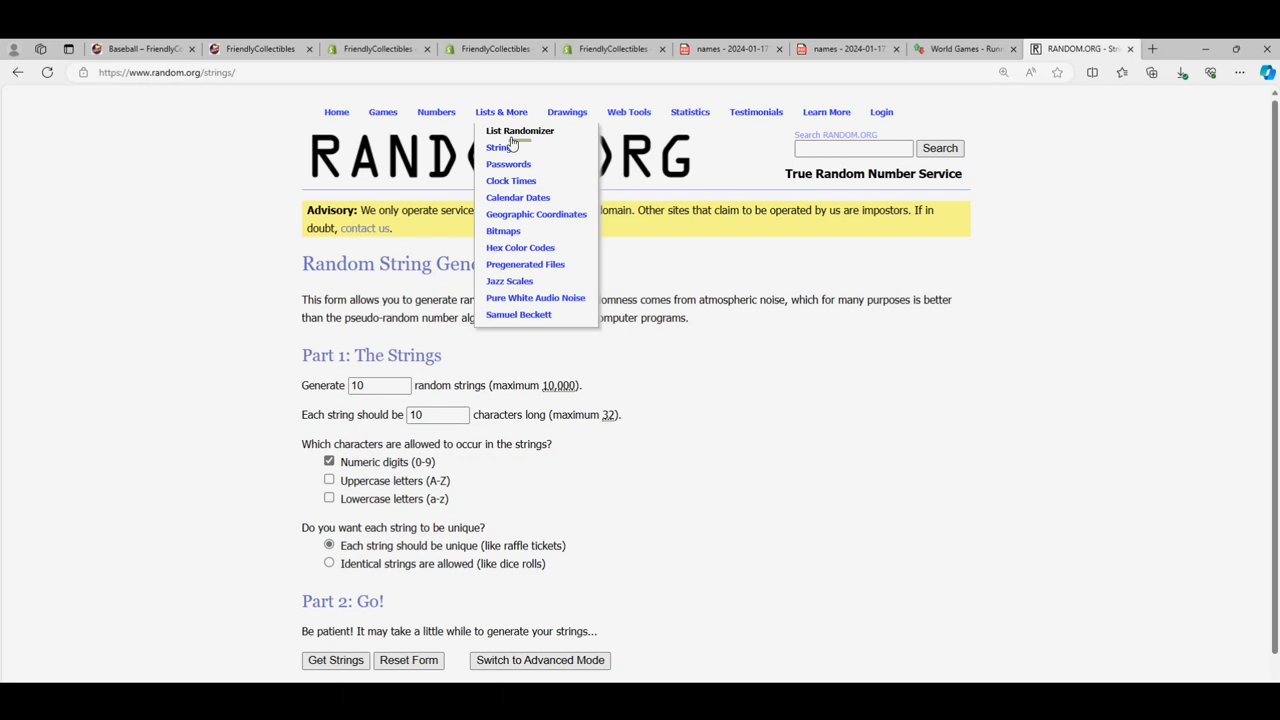 Baseball – FriendlyC
FriendlyCollectibles
FriendlyCollectibles
FriendlyCollectibles
FriendlyCollectibles
names - 2024-01-17
names - 2024-01-17
World Games - Runn
RANDOM.ORG - Stri
https://www.random.org/strings/
Home Games Numbers Lists & More Drawings Web Tools Statistics Testimonials Learn More Login
List Randomizer
Strings
Passwords
Clock Times
Calendar Dates
Geographic Coordinates
Bitmaps
Hex Color Codes
Pregenerated Files
Jazz Scales
Pure White Audio Noise
Samuel Beckett
RAND RG
Search RANDOM.ORG
Search
True Random Number Service
Advisory: We only operate service omain. Other sites that claim to be operated by us are impostors. If in
doubt, contact us.
Random String Gen
This form allows you to generate ran omness comes from atmospheric noise, which for many purposes is better
than the pseudo-random number alg omputer programs.
Part 1: The Strings
Generate 10 random strings (maximum 10,000).
Each string should be 10 characters long (maximum 32).
Which characters are allowed to occur in the strings?
Numeric digits (0-9)
Uppercase letters (A-Z)
Lowercase letters (a-z)
Do you want each string to be unique?
Each string should be unique (like raffle tickets)
Identical strings are allowed (like dice rolls)
Part 2: Go!
Be patient! It may take a little while to generate your strings...
Get Strings Reset Form Switch to Advanced Mode